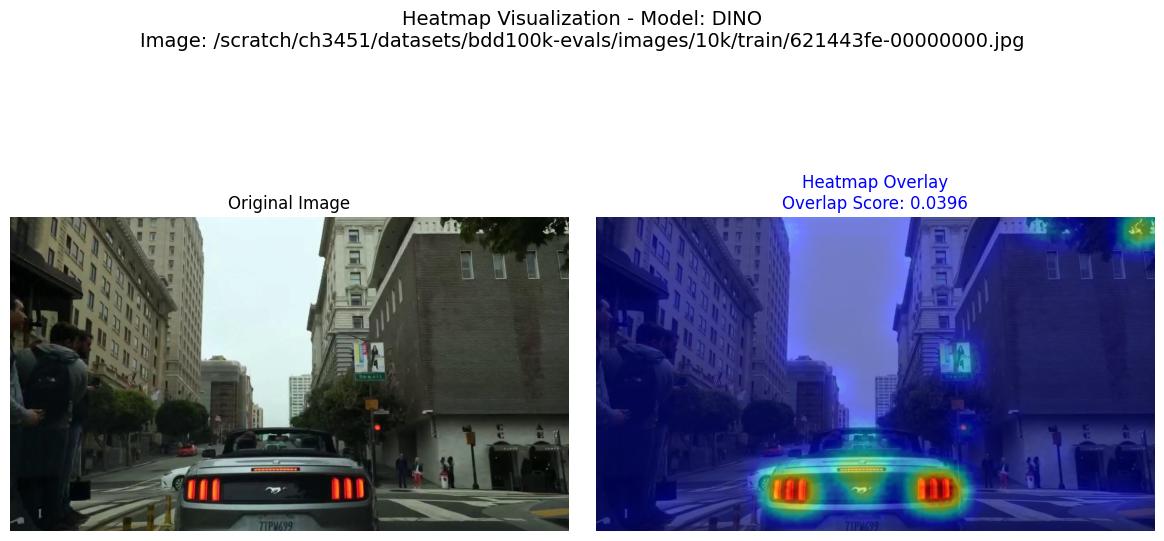 Heatmap Visualization - Model: DINO
Image: /scratch/ch3451/datasets/bdd100k-evals/images/10k/train/621443fe-00000000.jpg
Original Image
Heatmap Overlay
Overlap Score: 0.0396